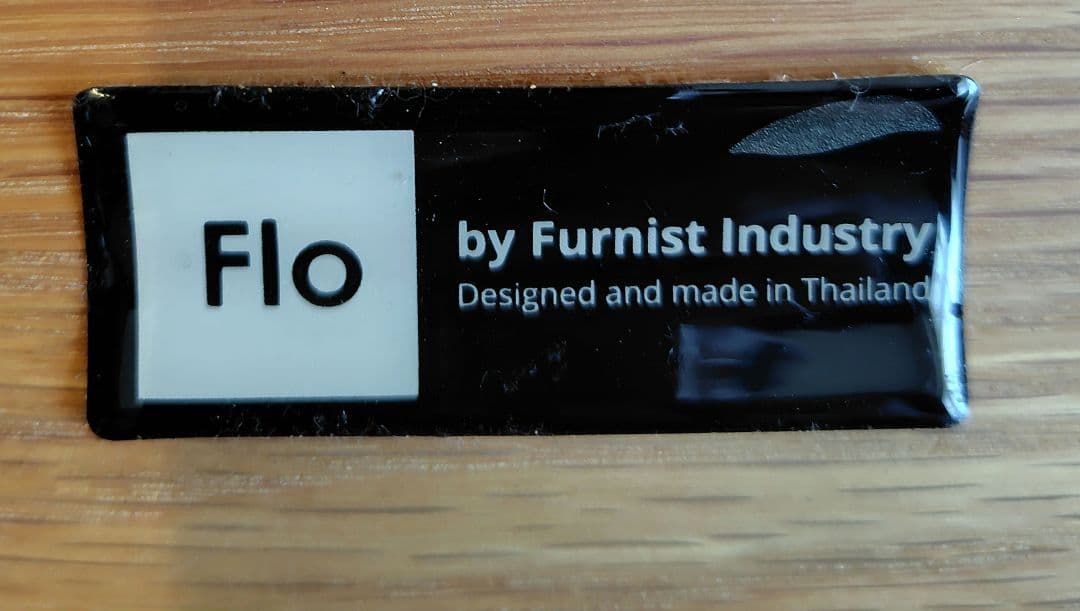 Flo
by Furnist Industry
Designed and made in Thailand